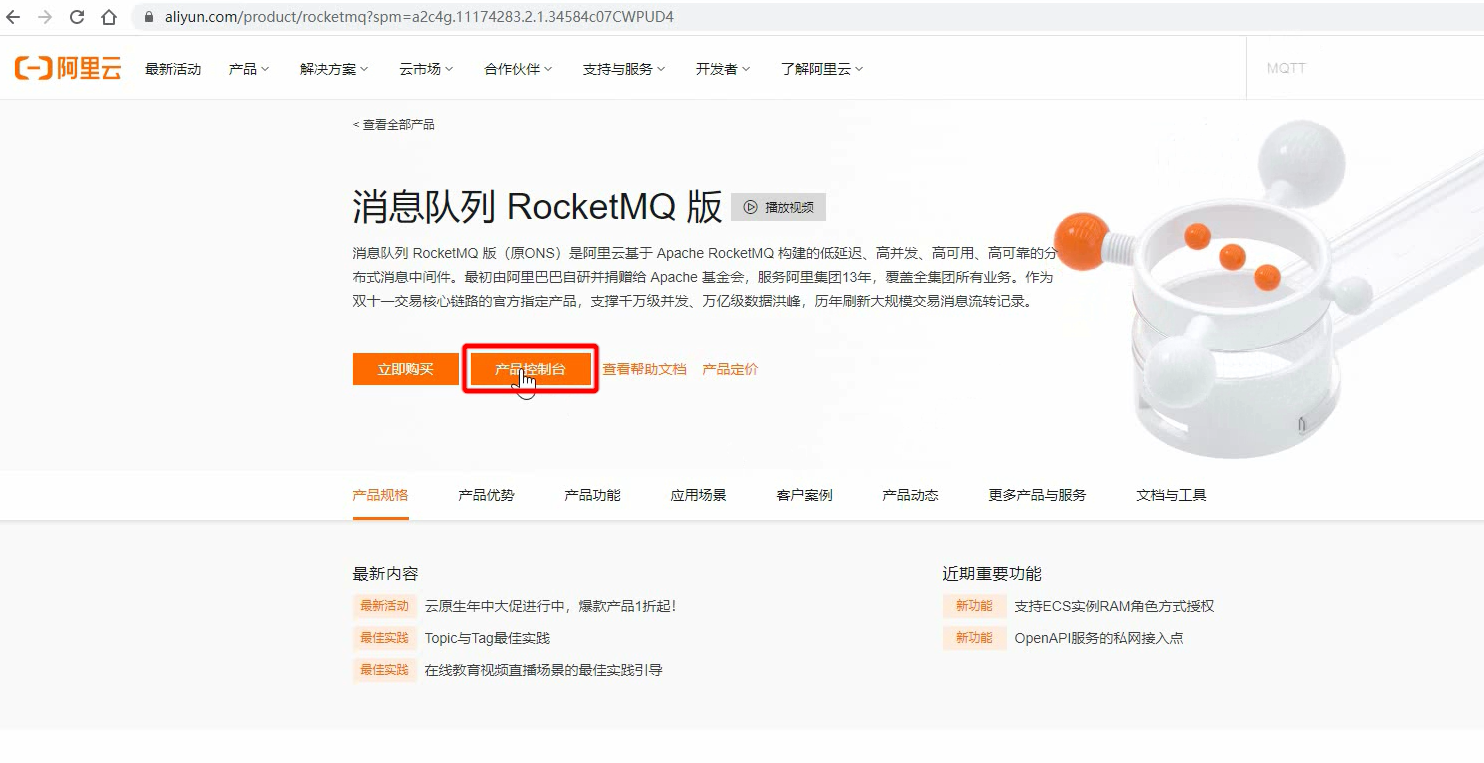 aliyun.com/product/rocketmq?spm=a2c4g.11174283.2.1.34584c07CWPUD4
阿里云 最新活动 产品 解决方案 云市场 合作伙伴 支持与服务 开发者 了解阿里云 MQTT
< 查看全部产品
消息队列 RocketMQ 版 播放视频
消息队列 RocketMQ 版（原ONS）是阿里云基于 Apache RocketMQ 构建的低延迟、高并发、高可用、高可靠的分
布式消息中间件。最初由阿里巴巴自研并捐赠给 Apache 基金会，服务阿里集团13年，覆盖全集团所有业务。作为
双十一交易核心链路的官方指定产品，支撑千万级并发、万亿级数据洪峰，历年刷新大规模交易消息流转记录。
立即购买 产品控制台 查看帮助文档 产品定价
产品规格 产品优势 产品功能 应用场景 客户案例 产品动态 更多产品与服务 文档与工具
最新内容
最新活动 云原生年中大促进行中，爆款产品1折起！
最佳实践 Topic与Tag最佳实践
最佳实践 在线教育视频直播场景的最佳实践引导
近期重要功能
新功能 支持ECS实例RAM角色方式授权
新功能 OpenAPI服务的私网接入点